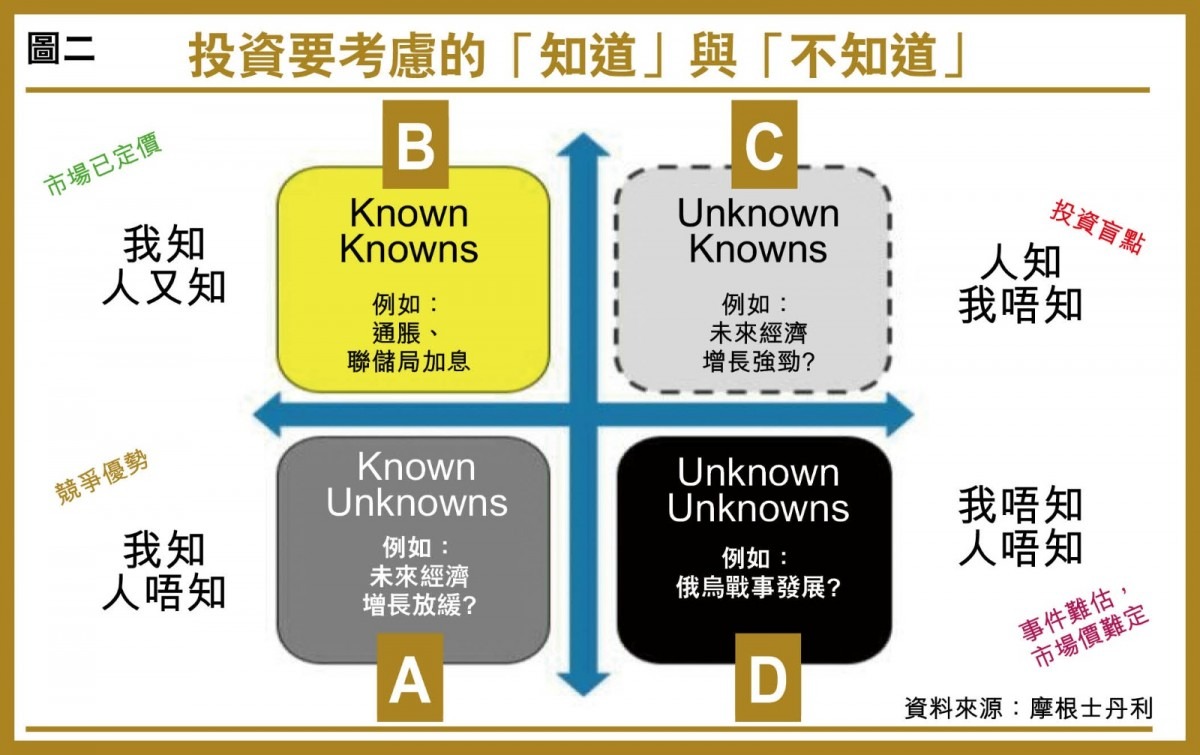 圖二
投資要考慮的「知道」與「不知道」
市場已定價
我知
人又知
B
Known
Knowns
例如：
通脹、
聯儲局加息
C
Unknown
Knowns
例如：
未來經濟
增長強勁?
投資盲點
人知
我唔知
競爭優勢
我知
人唔知
Known
Unknowns
例如：
未來經濟
增長放緩?
A
Unknown
Unknowns
例如：
俄烏戰事發展?
D
我唔知
人唔知
事件難估，
市場價難定
資料來源：摩根士丹利